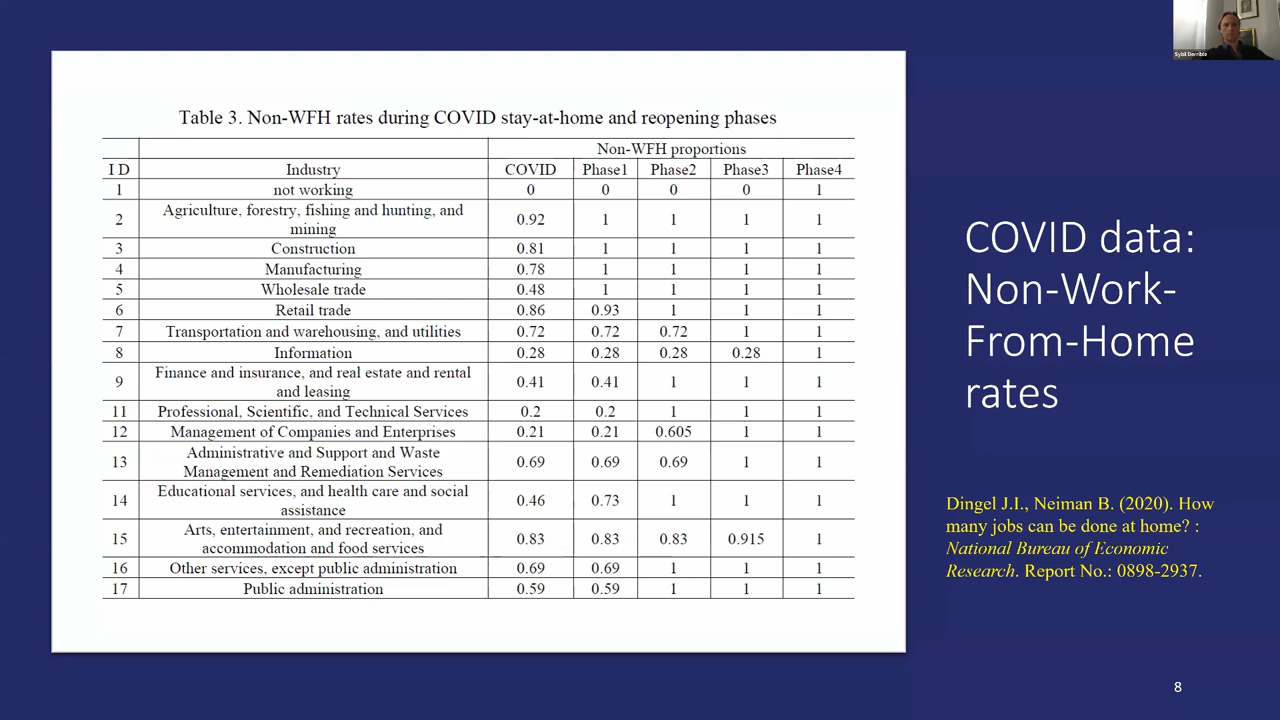 Sybil Derrible
Table 3. Non-WFH rates during COVID stay-at-home and reopening phases
Non-WFH proportions
I D Industry COVID Phase1 Phase2 Phase3 Phase4
1 not working 0 0 0 0 1
2 Agriculture, forestry, fishing and hunting, and mining 0.92 1 1 1 1
3 Construction 0.81 1 1 1 1
4 Manufacturing 0.78 1 1 1 1
5 Wholesale trade 0.48 1 1 1 1
6 Retail trade 0.86 0.93 1 1 1
7 Transportation and warehousing, and utilities 0.72 0.72 0.72 1 1
8 Information 0.28 0.28 0.28 0.28 1
9 Finance and insurance, and real estate and rental and leasing 0.41 0.41 1 1 1
11 Professional, Scientific, and Technical Services 0.2 0.2 1 1 1
12 Management of Companies and Enterprises 0.21 0.21 0.605 1 1
13 Administrative and Support and Waste Management and Remediation Services 0.69 0.69 0.69 1 1
14 Educational services, and health care and social assistance 0.46 0.73 1 1 1
15 Arts, entertainment, and recreation, and accommodation and food services 0.83 0.83 0.83 0.915 1
16 Other services, except public administration 0.69 0.69 1 1 1
17 Public administration 0.59 0.59 1 1 1
COVID data:
Non-Work-
From-Home
rates
Dingel J.I., Neiman B. (2020). How
many jobs can be done at home? :
National Bureau of Economic
Research. Report No.: 0898-2937.
8